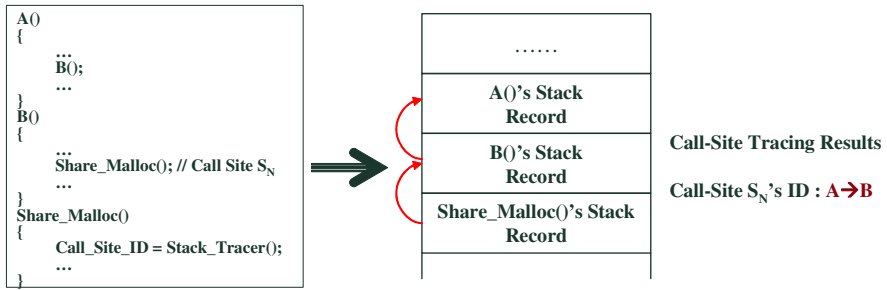 A()
{
…
B();
…
}
B()
{
…
Share_Malloc(); // Call Site SN
…
}
Share_Malloc()
{
Call_Site_ID = Stack_Tracer();
…
}
……
A()’s Stack
Record
B()’s Stack
Record
Share_Malloc()’s Stack
Record
Call-Site Tracing Results
Call-Site SN’s ID : A→B